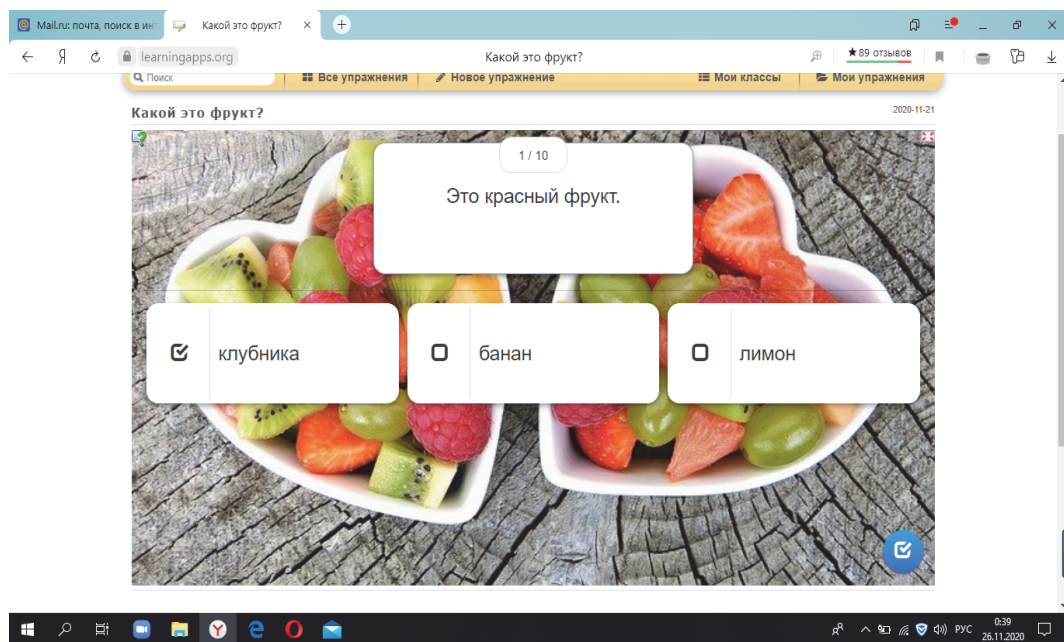 Mail.ru: почта, поиск в инт
Какой это фрукт?
learningapps.org
Какой это фрукт?
★89 отзывов
Поиск
Все упражнения
Новое упражнение
Мои классы
Мои упражнения
Какой это фрукт?
2020-11-21
1 / 10
Это красный фрукт.
клубника
банан
лимон
РУС
0:39
26.11.2020